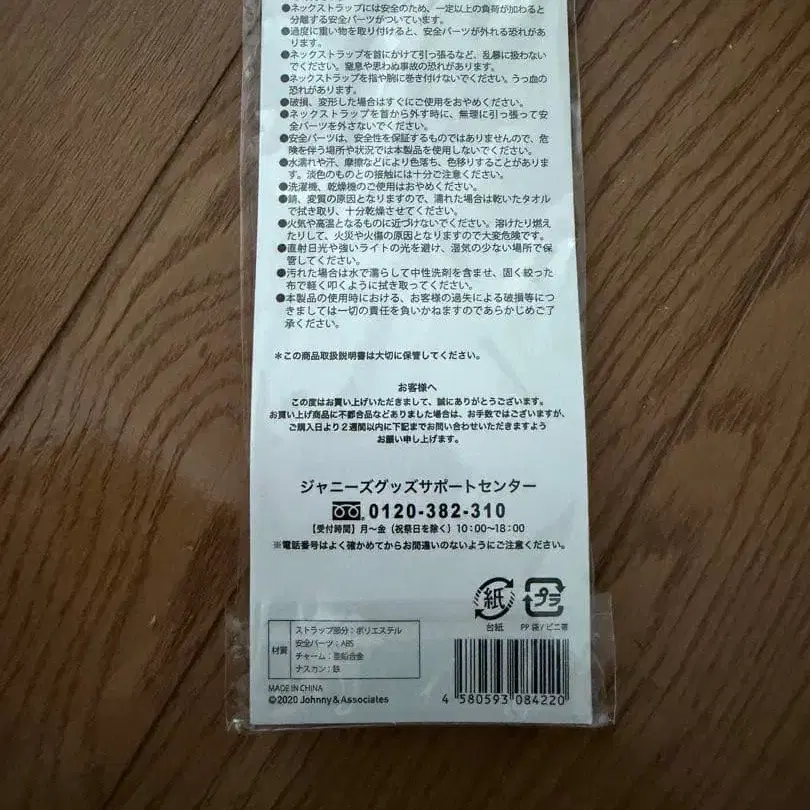 ●ネックストラップには安全のため、一定以上の負荷が加わると
分離する安全パーツがついています。
●過度に重い物を取り付けると、安全パーツが外れる恐れがあ
ります。
●ネックストラップを首にかけて引っ張るなど、乱暴に扱わない
でください。窒息や思わぬ事故の恐れがあります。
●ネックストラップを指や腕に巻き付けないでください。うっ血の
恐れがあります。
●破損、変形した場合はすぐにご使用をおやめください。
●ネックストラップを首から外す時に、無理に引っ張って安
全パーツを外さないでください。
●安全パーツは、安全性を保証するものではありませんので、危
険を伴う場所や状況では本製品を使用しないでください。
●水濡れや汗、摩擦などにより色落ち、色移りすることがありま
す。淡色のものとの接触には十分ご注意ください。
●洗濯機、乾燥機のご使用はおやめください。
●錆、変質の原因となりますので、濡れた場合は乾いたタオル
で拭き取り、十分乾燥させてください。
●火気や高温となるものに近づけないでください。溶けたり燃え
たりして、火災や火傷の原因となりますので大変危険です。
●直射日光や強いライトの光を避け、湿気の少ない場所で保
管してください。
●汚れた場合は水で濡らして中性洗剤を含ませ、固く絞った
布で軽く叩くように拭き取ってください。
●本製品の使用時における、お客様の過失による破損等につ
きましては一切の責任を負いかねますのであらかじめご了
承ください。
＊この商品取扱説明書は大切に保管してください。
お客様へ
この度はお買い上げいただきまして、誠にありがとうございます。
お買い上げ商品に不都合品などありました場合は、お手数ではございますが、
ご購入日より2週間以内に下記までお問い合わせいただきますよう
お願い申し上げます。
ジャニーズグッズサポートセンター
0120-382-310
【受付時間】月〜金（祝祭日を除く）10:00〜18:00
※電話番号はよく確かめてからお間違いのないようにご注意ください。
紙 プラ
台紙 PP袋/ビニ帯
材質
ストラップ部分：ポリエステル
安全パーツ：ABS
チャーム：亜鉛合金
ナスカン：鉄
MADE IN CHINA
©2020 Johnny&Associates
4 580593 084220